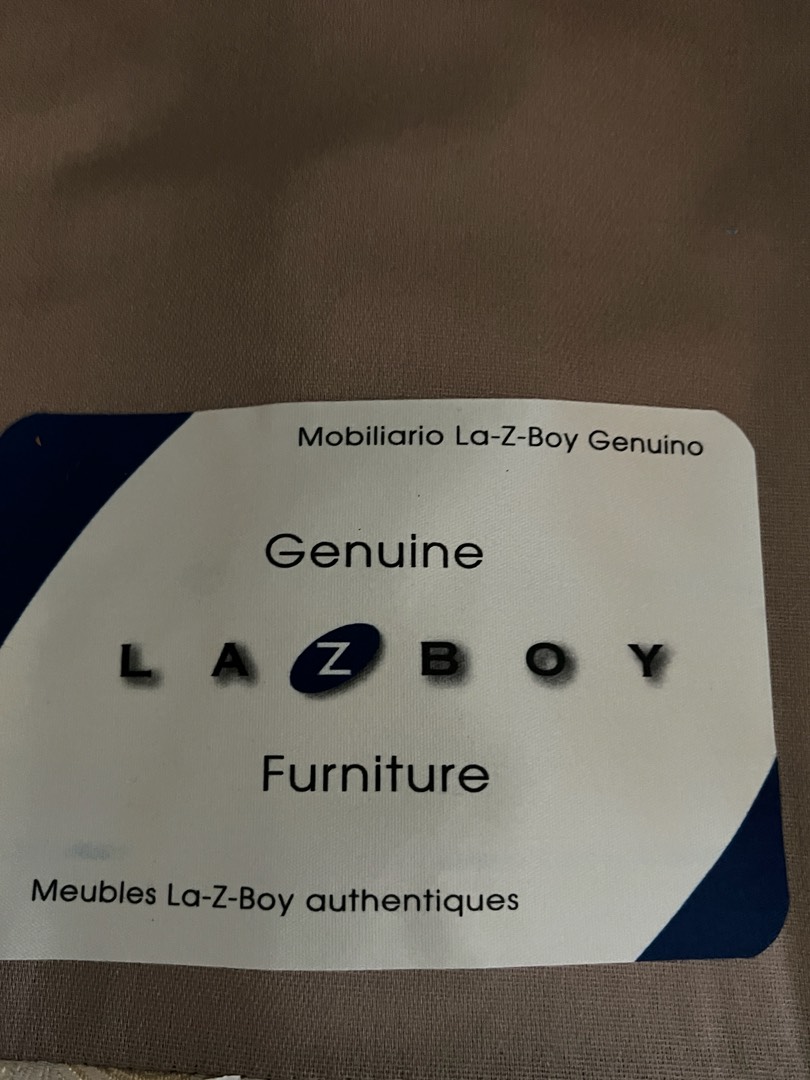 Mobiliario La-Z-Boy Genuino
Genuine
LAZBOY
Furniture
Meubles La-Z-Boy authentiques